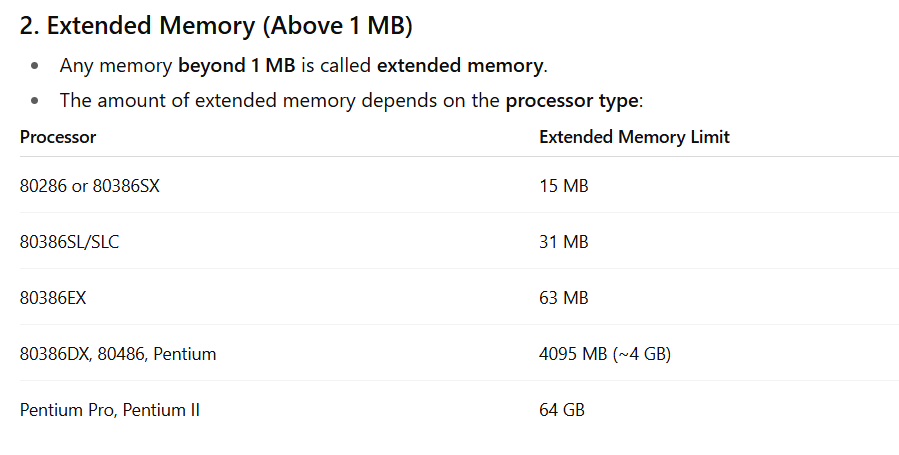 2. Extended Memory (Above 1 MB)
• Any memory beyond 1 MB is called extended memory.
• The amount of extended memory depends on the processor type:
Processor Extended Memory Limit
80286 or 80386SX 15 MB
80386SL/SLC 31 MB
80386EX 63 MB
80386DX, 80486, Pentium 4095 MB (~4 GB)
Pentium Pro, Pentium II 64 GB